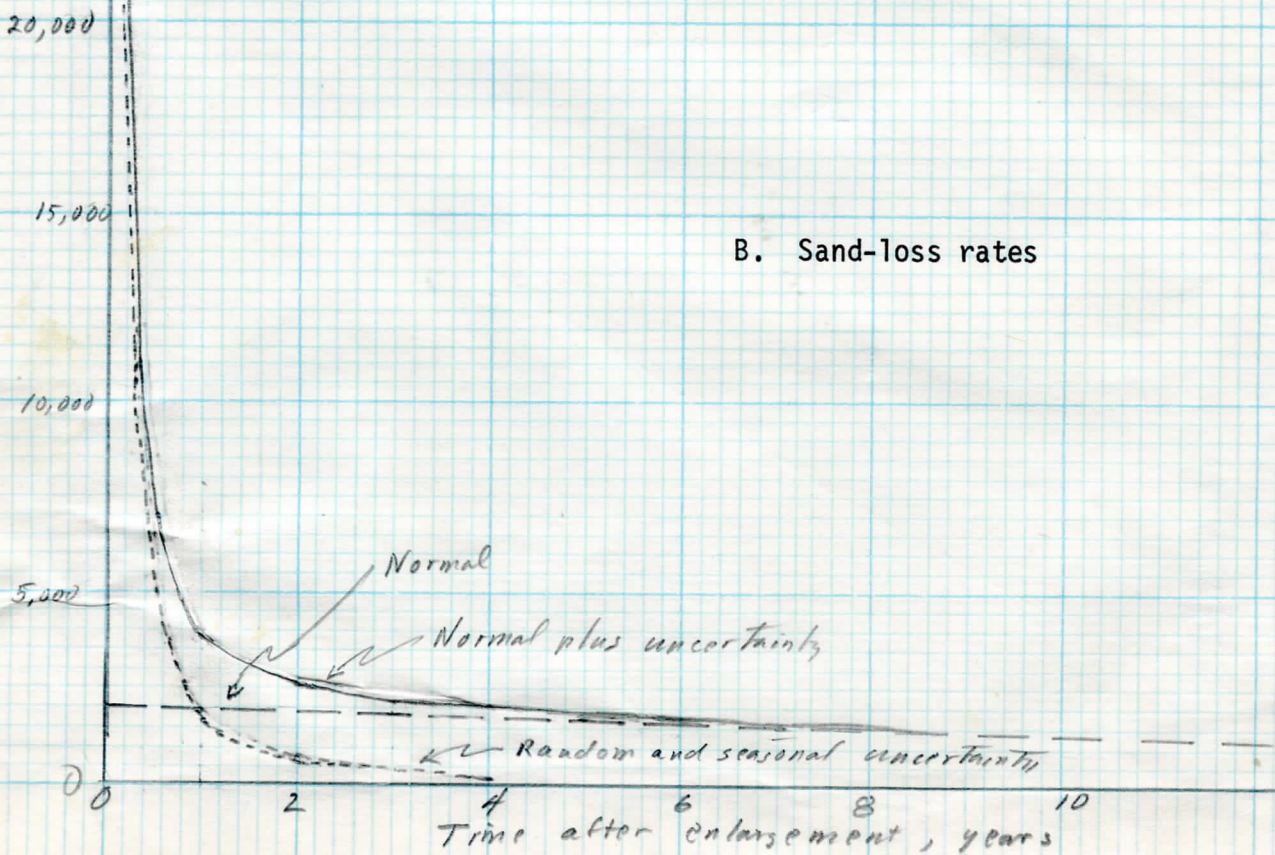 20,000
15,000
B. Sand-loss rates
10,000
Normal
5,000
Normal plus uncertainty
Random and seasonal uncertainty
0
0 2 4 6 8 10
Time after enlargement, years